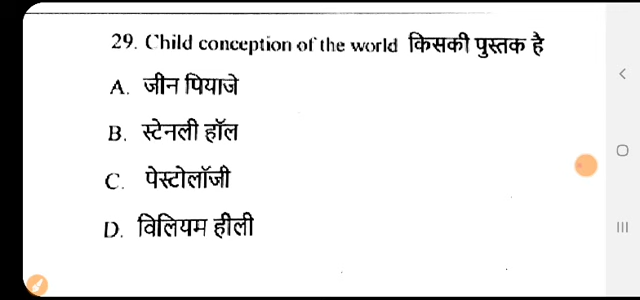 29. Child conception of the world किसकी पुस्तक है
A. जीन पियाजे
B. स्टेनली हॉल
C. पेस्टोलॉजी
D. विलियम हीली